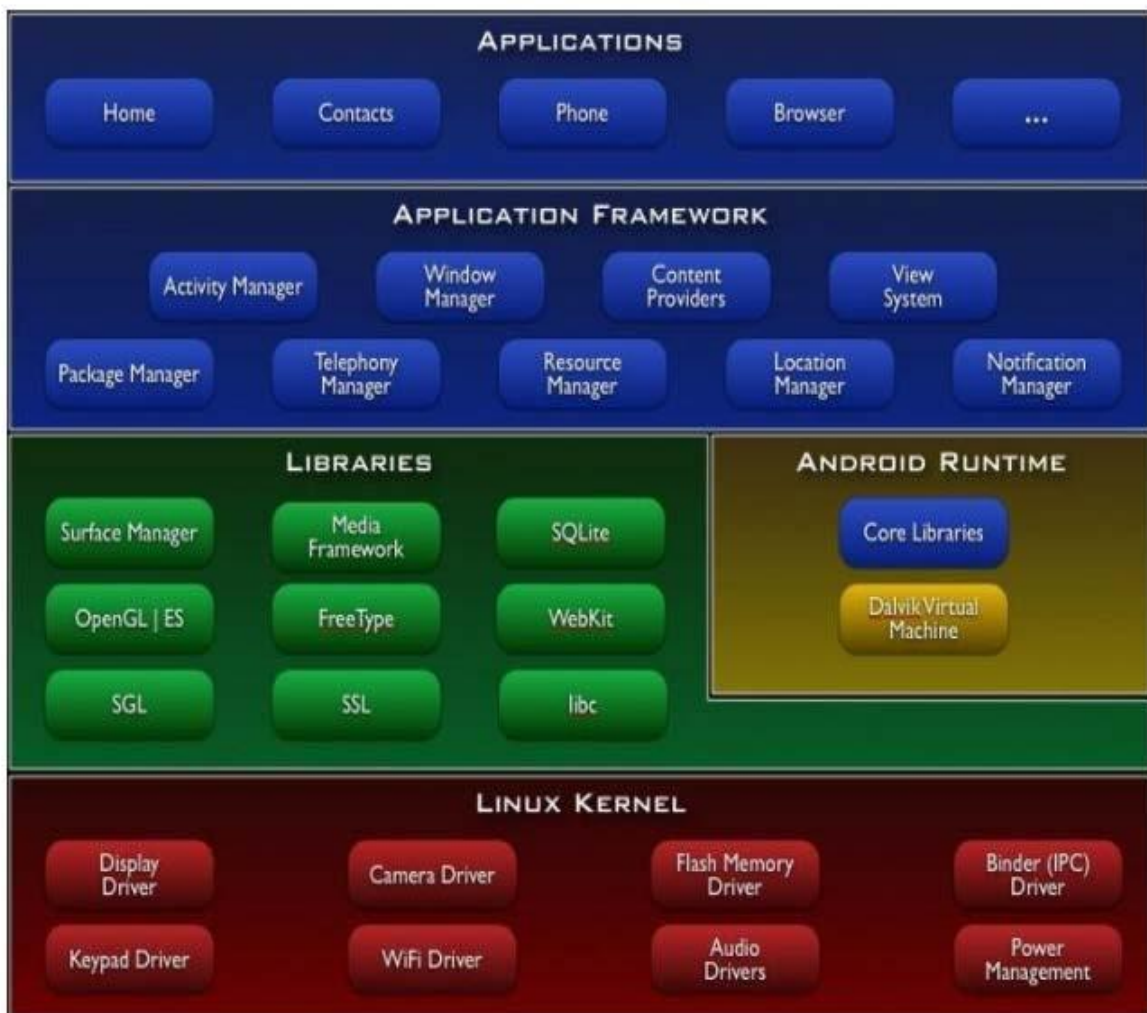 APPLICATIONS
Home
Contacts
Phone
Browser
...
APPLICATION FRAMEWORK
Activity Manager
Window
Manager
Content
Providers
View
System
Package Manager
Telephony
Manager
Resource
Manager
Location
Manager
Notification
Manager
LIBRARIES
Surface Manager
Media
Framework
SQLite
OpenGL | ES
FreeType
WebKit
SGL
SSL
libc
ANDROID RUNTIME
Core Libraries
Dalvik Virtual
Machine
LINUX KERNEL
Display
Driver
Camera Driver
Flash Memory
Driver
Binder (IPC)
Driver
Keypad Driver
WiFi Driver
Audio
Drivers
Power
Management